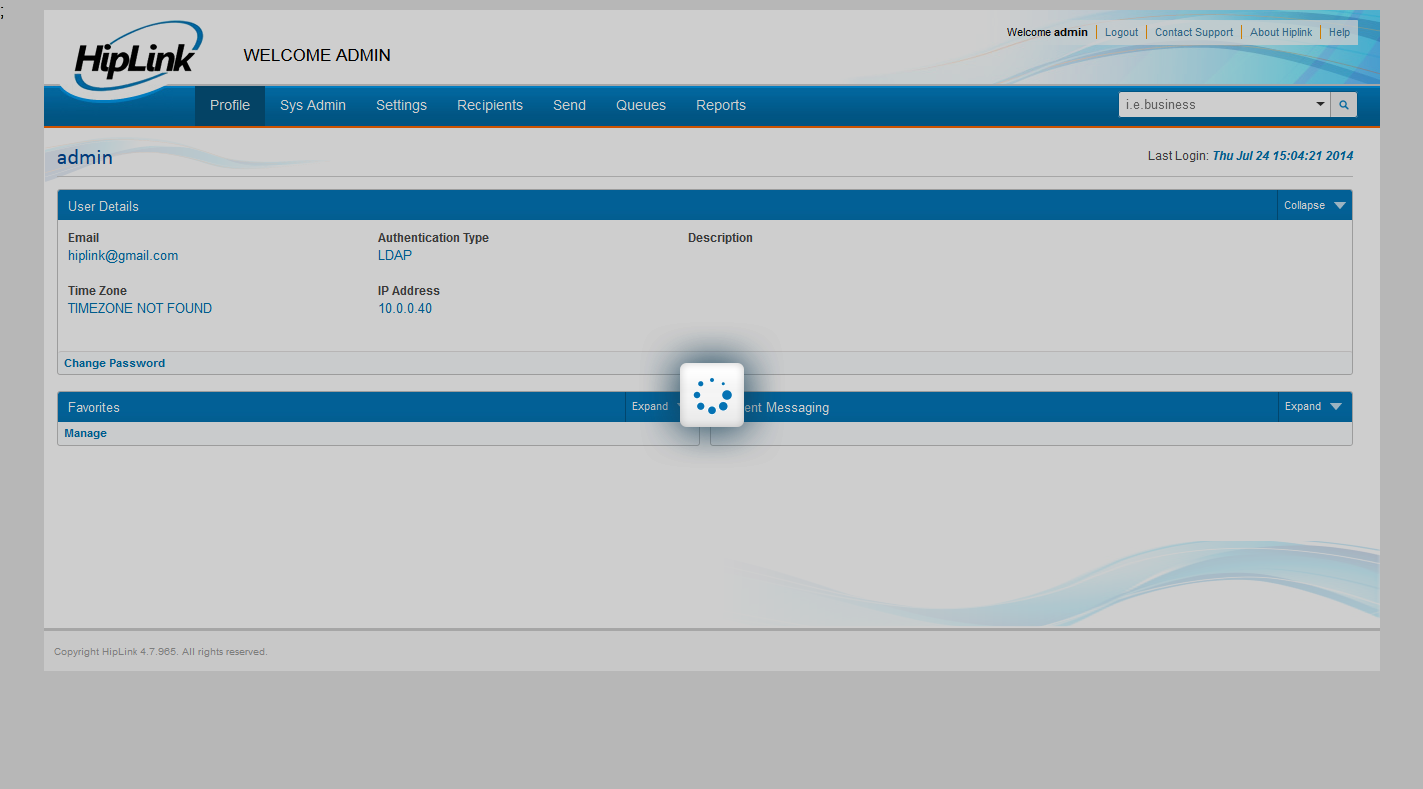 ;
HipLink
WELCOME ADMIN
Welcome admin Logout Contact Support About Hiplink Help
Profile Sys Admin Settings Recipients Send Queues Reports
i.e.business
admin
Last Login: Thu Jul 24 15:04:21 2014
User Details Collapse
Email Authentication Type Description
hiplink@gmail.com LDAP
Time Zone IP Address
TIMEZONE NOT FOUND 10.0.0.40
Change Password
Favorites Expand ent Messaging Expand
Manage
Copyright HipLink 4.7.965. All rights reserved.